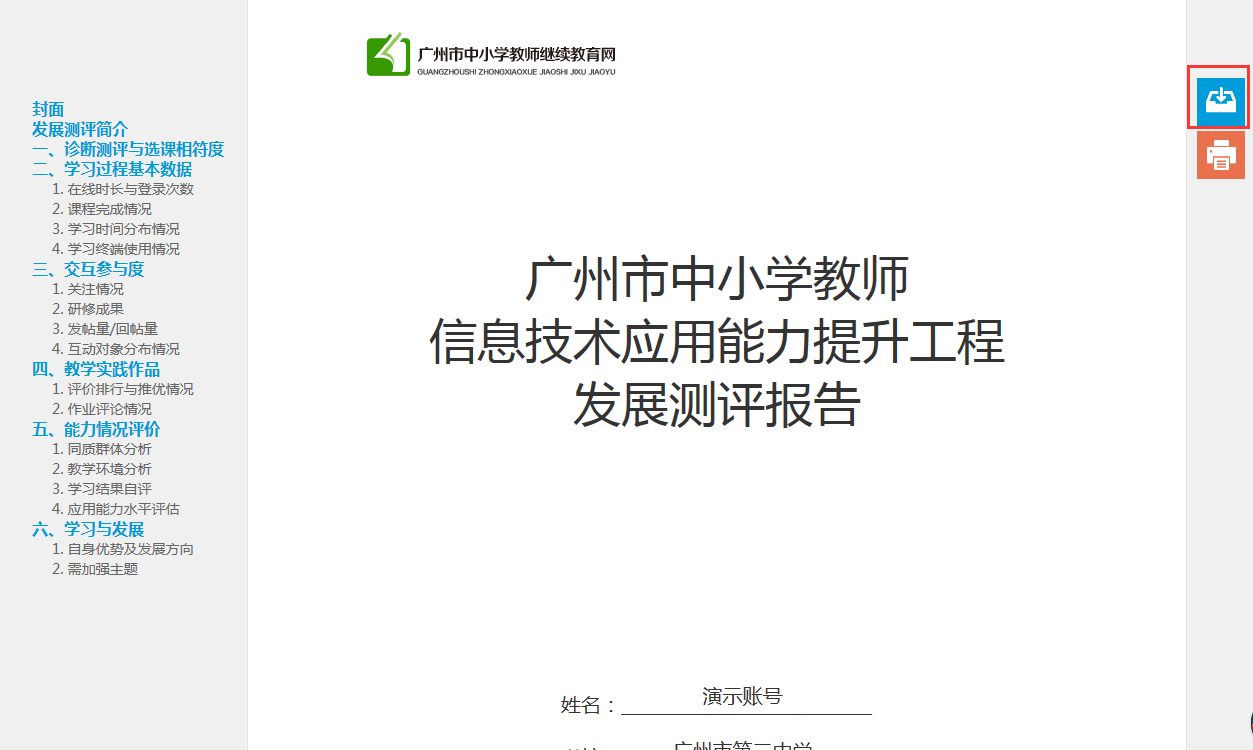 广州市中小学教师继续教育网
GUANGZHOUSHI ZHONGXIAOXUE JIAOSHI JIXU JIAOYU
封面
发展测评简介
一、诊断测评与选课相符度
二、学习过程基本数据
1. 在线时长与登录次数
2. 课程完成情况
3. 学习时间分布情况
4. 学习终端使用情况
三、交互参与度
1. 关注情况
2. 研修成果
3. 发帖量/回帖量
4. 互动对象分布情况
四、教学实践作品
1. 评价排行与推优情况
2. 作业评论情况
五、能力情况评价
1. 同质群体分析
2. 教学环境分析
3. 学习结果自评
4. 应用能力水平评估
六、学习与发展
1. 自身优势及发展方向
2. 需加强主题
广州市中小学教师
信息技术应用能力提升工程
发展测评报告
姓名：演示账号
广州市第二中学